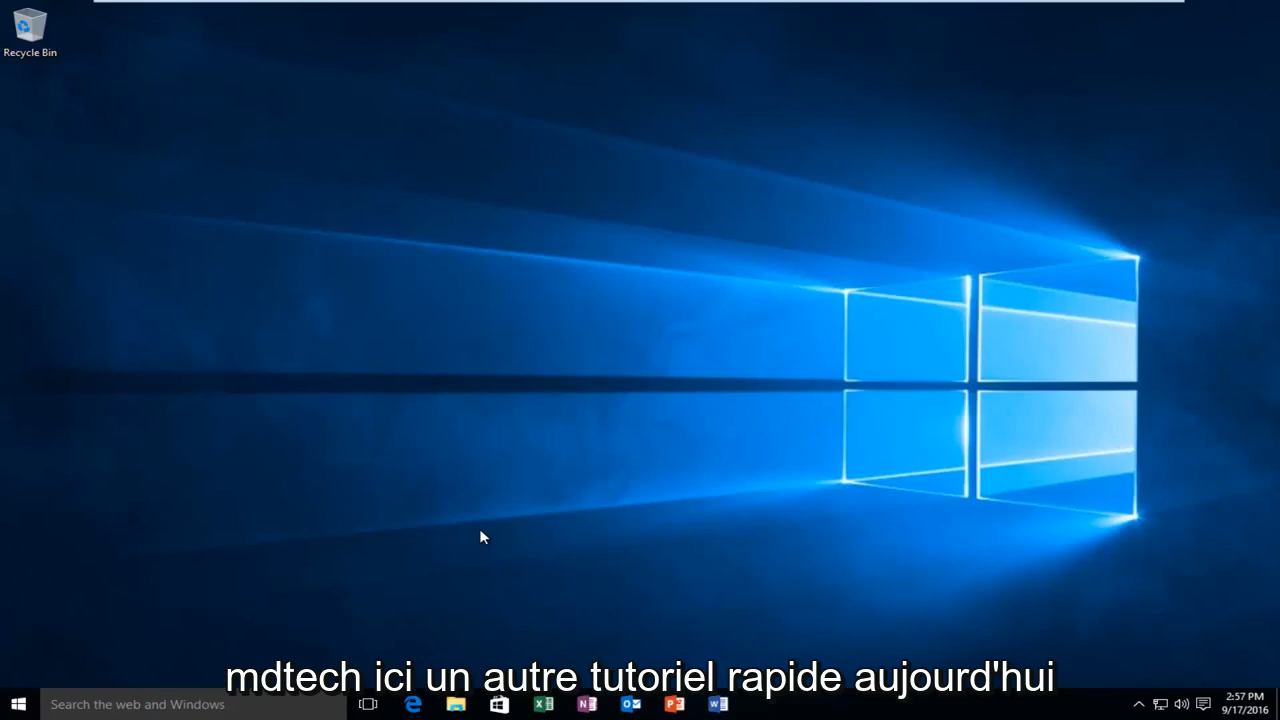 Recycle Bin
mdtech ici un autre tutoriel rapide aujourd'hui
Search the web and Windows
2:57 PM
9/17/2016